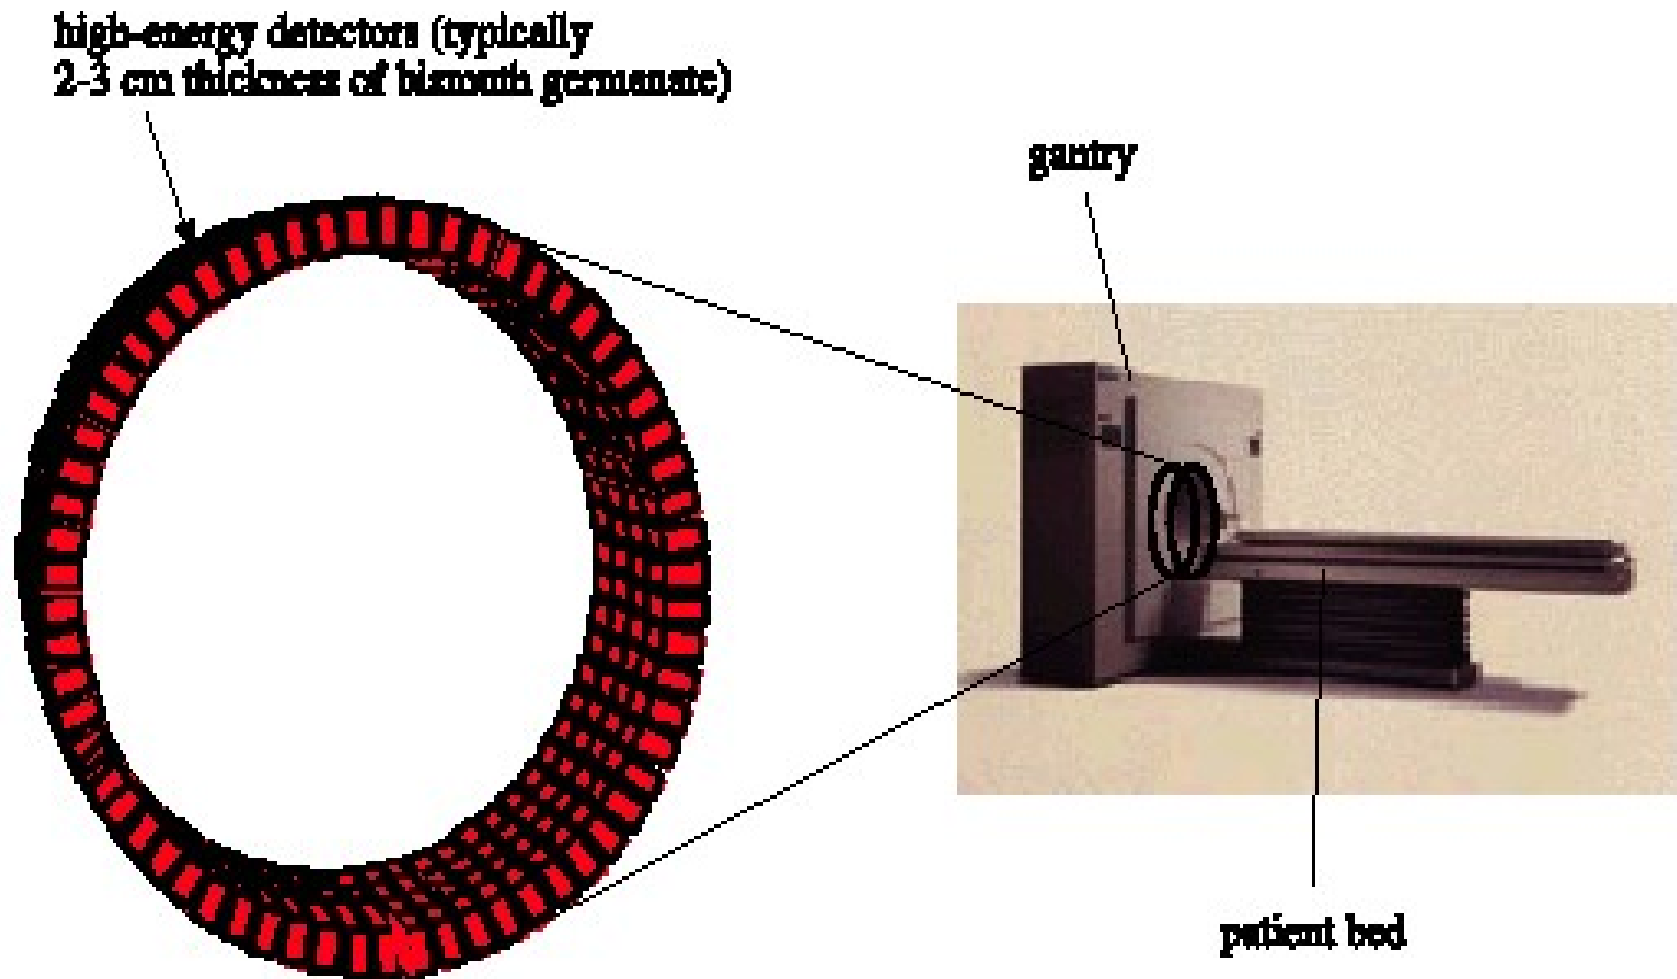 high-energy detectors (typically
2-3 cm thickness of bismuth germanate)
gantry
patient bed